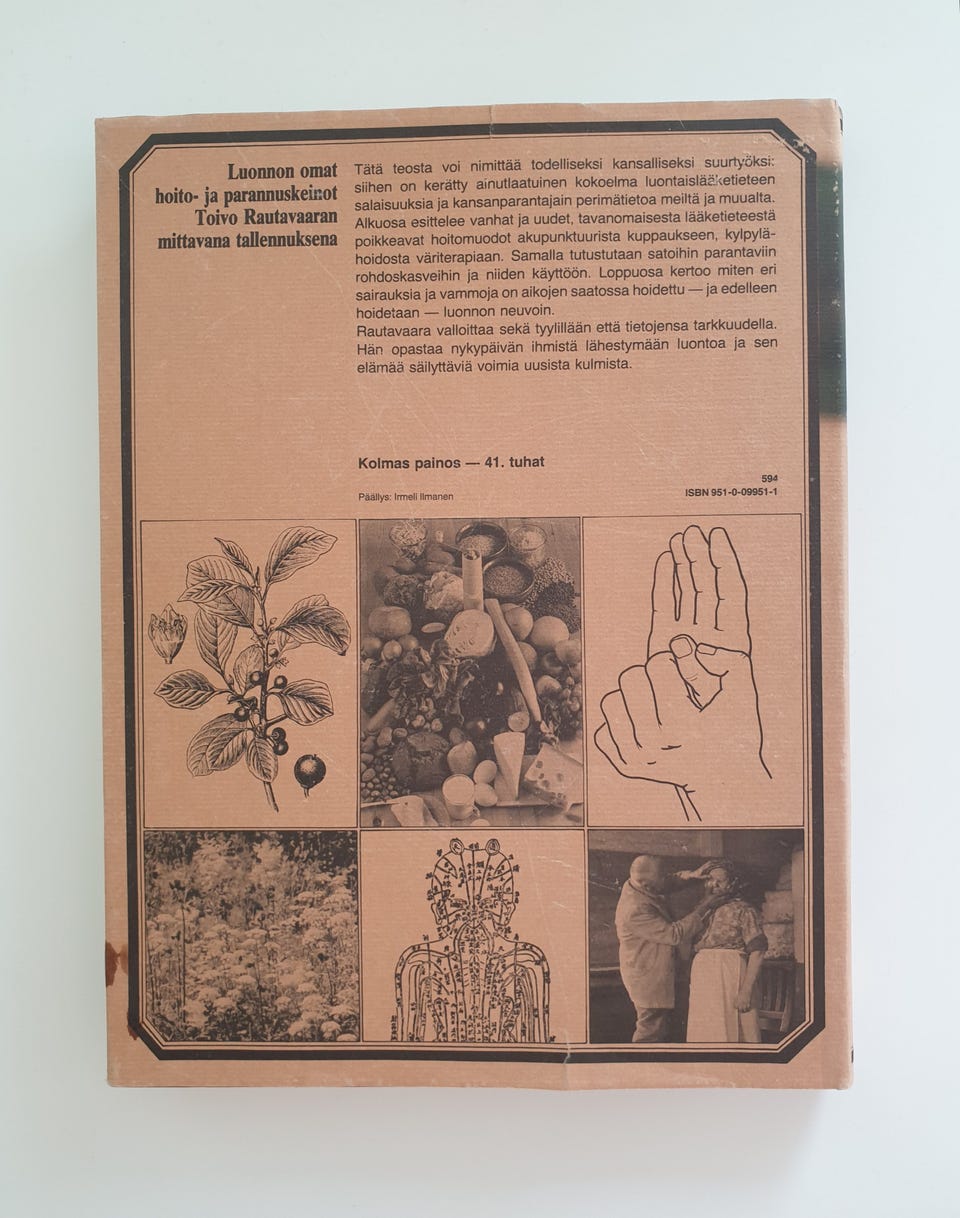 Luonnon omat
hoito- ja parannuskeinot
Toivo Rautavaaran
mittavana tallennuksena
Tätä teosta voi nimittää todelliseksi kansalliseksi suurtyöksi:
siihen on kerätty ainutlaatuinen kokoelma luontaislääketieteen
salaisuuksia ja kansanparantajain perimätietoa meiltä ja muualta.
Alkuosa esittelee vanhat ja uudet, tavanomaisesta lääketieteestä
poikkeavat hoitomuodot akupunktuurista kuppaukseen, kylpylä-
hoidosta väriterapiaan. Samalla tutustutaan satoihin parantaviin
rohdoskasveihin ja niiden käyttöön. Loppuosa kertoo miten eri
sairauksia ja vammoja on aikojen saatossa hoidettu — ja edelleen
hoidetaan — luonnon neuvoin.
Rautavaara valloittaa sekä tyylillään että tietojensa tarkkuudella.
Hän opastaa nykypäivän ihmistä lähestymään luontoa ja sen
elämää säilyttäviä voimia uusista kulmista.
Kolmas painos — 41. tuhat
Päällys: Irmeli Ilmanen
594
ISBN 951-0-09951-1